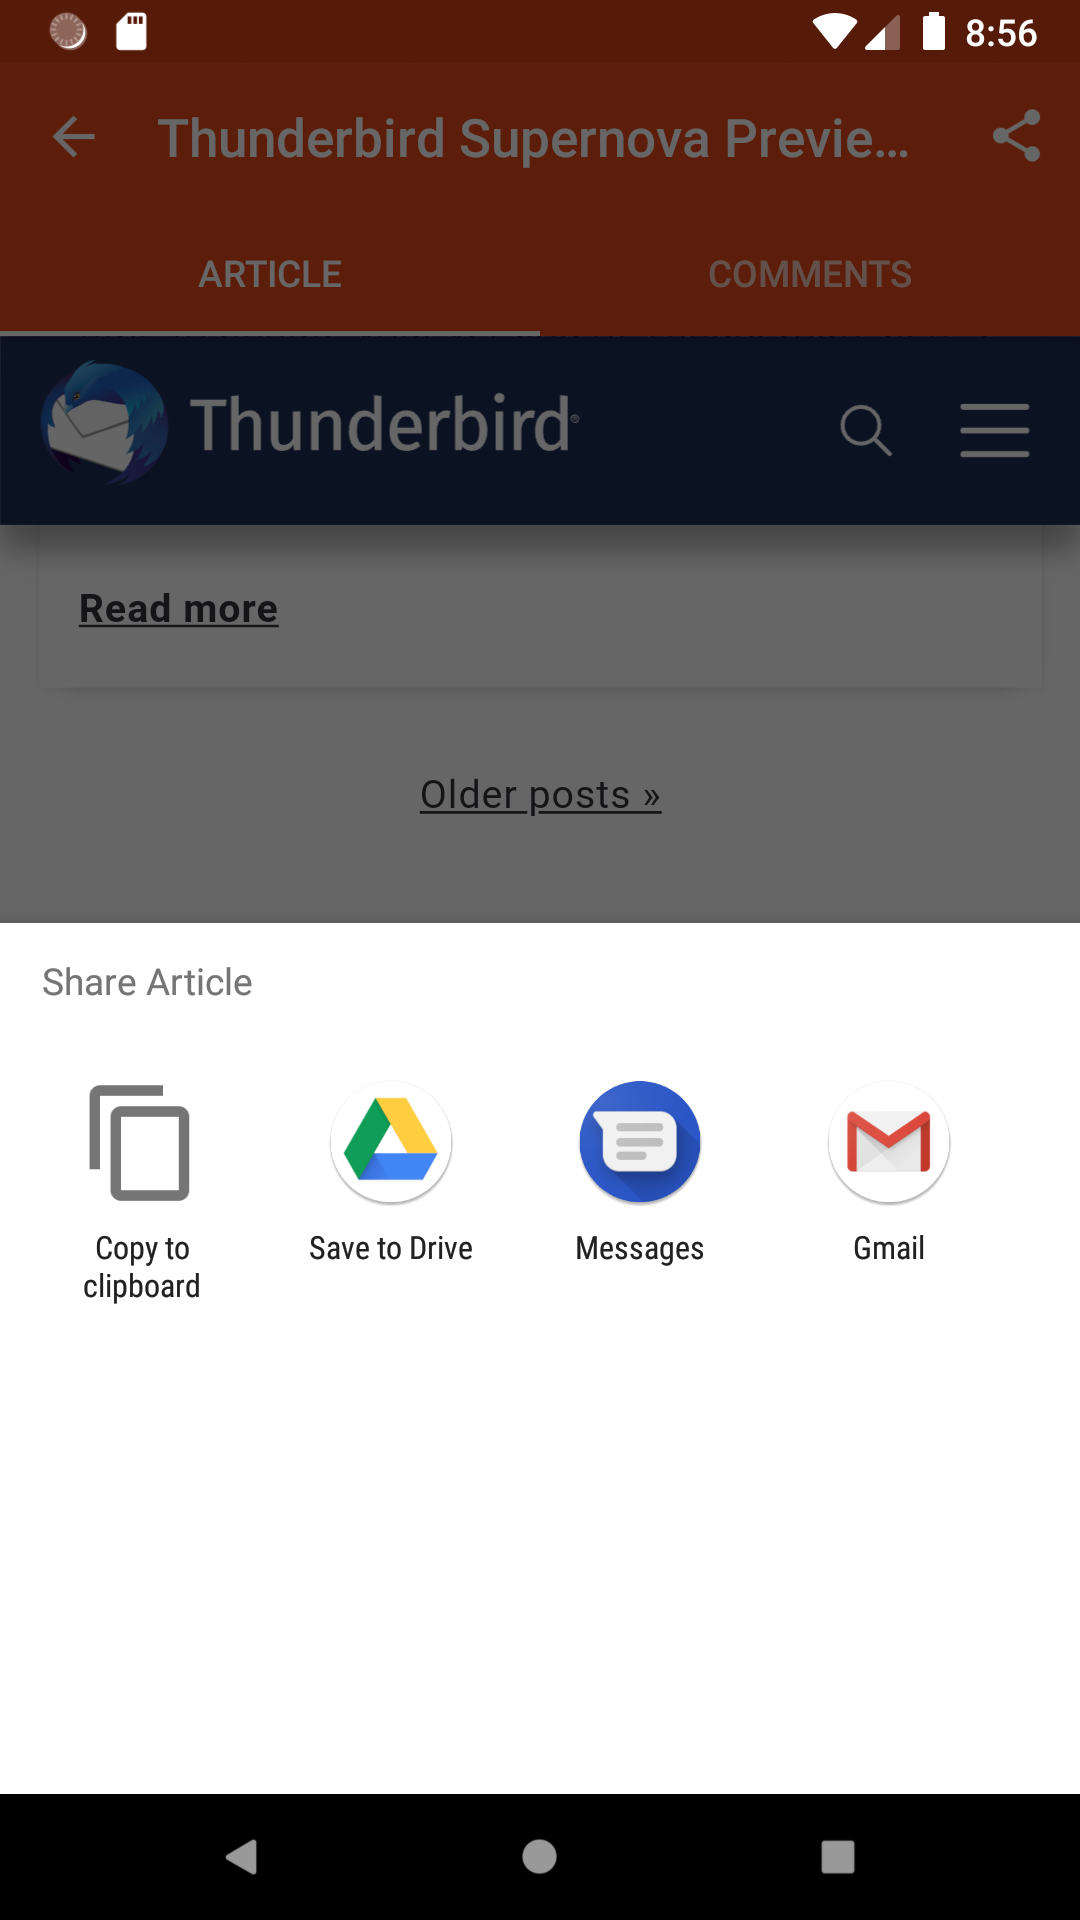 8:56
Thunderbird Supernova Previe...
ARTICLE
COMMENTS
Thunderbird
Read more
Older posts »
Share Article
Copy to
clipboard
Save to Drive
Messages
Gmail